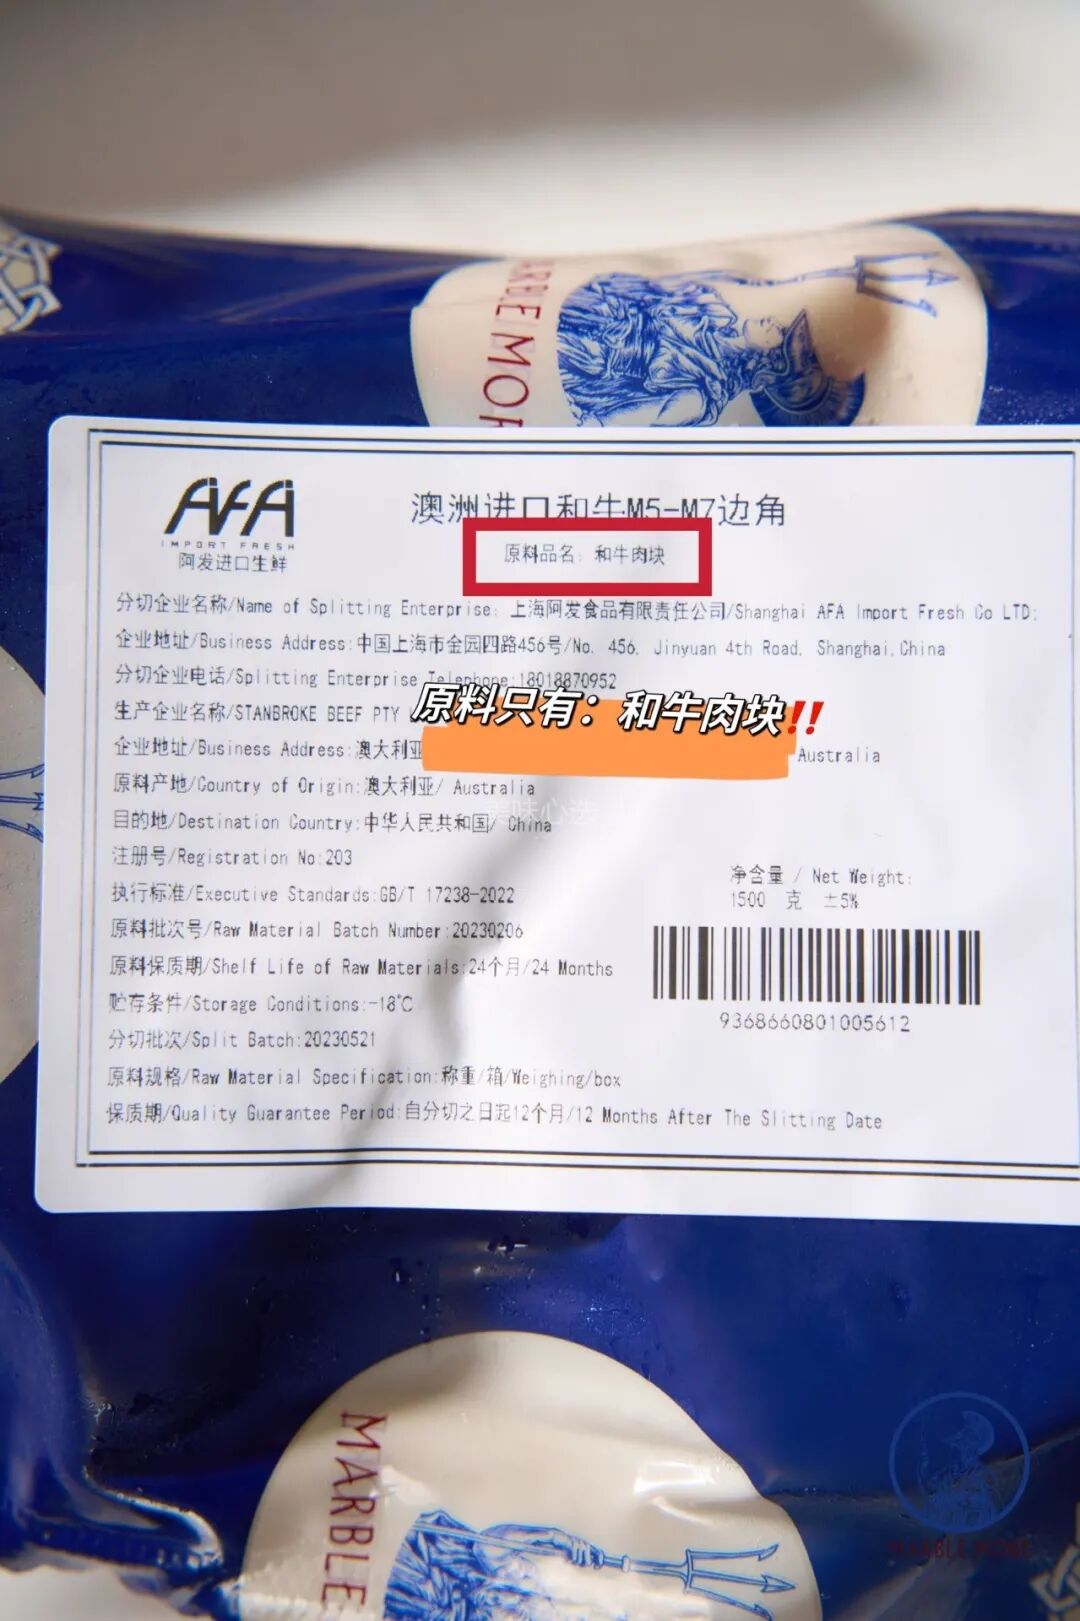 MARBLE MOR
AFA
IMPORT FRESH
阿发进口生鲜
澳洲进口和牛M5-M7边角
原料品名：和牛肉块
分切企业名称/Name of Splitting Enterprise: 上海阿发食品有限责任公司/Shanghai AFA Import Fresh Co LTD:
企业地址/Business Address:中国上海市金园四路456号/No. 456, Jinyuan 4th Road, Shanghai,China
分切企业电话/Splitting Enterprise Telephone:18018870952
原料只有：和牛肉块!!
生产企业名称/STANBROKE BEEF PTY
企业地址/Business Address:澳大利亚 Australia
原料产地/Country of Origin:澳大利亚/ Australia
美味心选
目的地/Destination Country:中华人民共和国/ China
注册号/Registration No:203
执行标准/Executive Standards:GB/T 17238-2022
原料批次号/Raw Material Batch Number:20230206
原料保质期/Shelf Life of Raw Materials:24个月/24 Months
贮存条件/Storage Conditions:-18℃
分切批次/Split Batch:20230521
原料规格/Raw Material Specification:称重/箱/Weighing/box
保质期/Quality Guarantee Period:自分切之日起12个月/12 Months After The Slitting Date
净含量 / Net Weight:
1500 克 ±5%
9368660801005612
MARBLE
MARBLE MORE